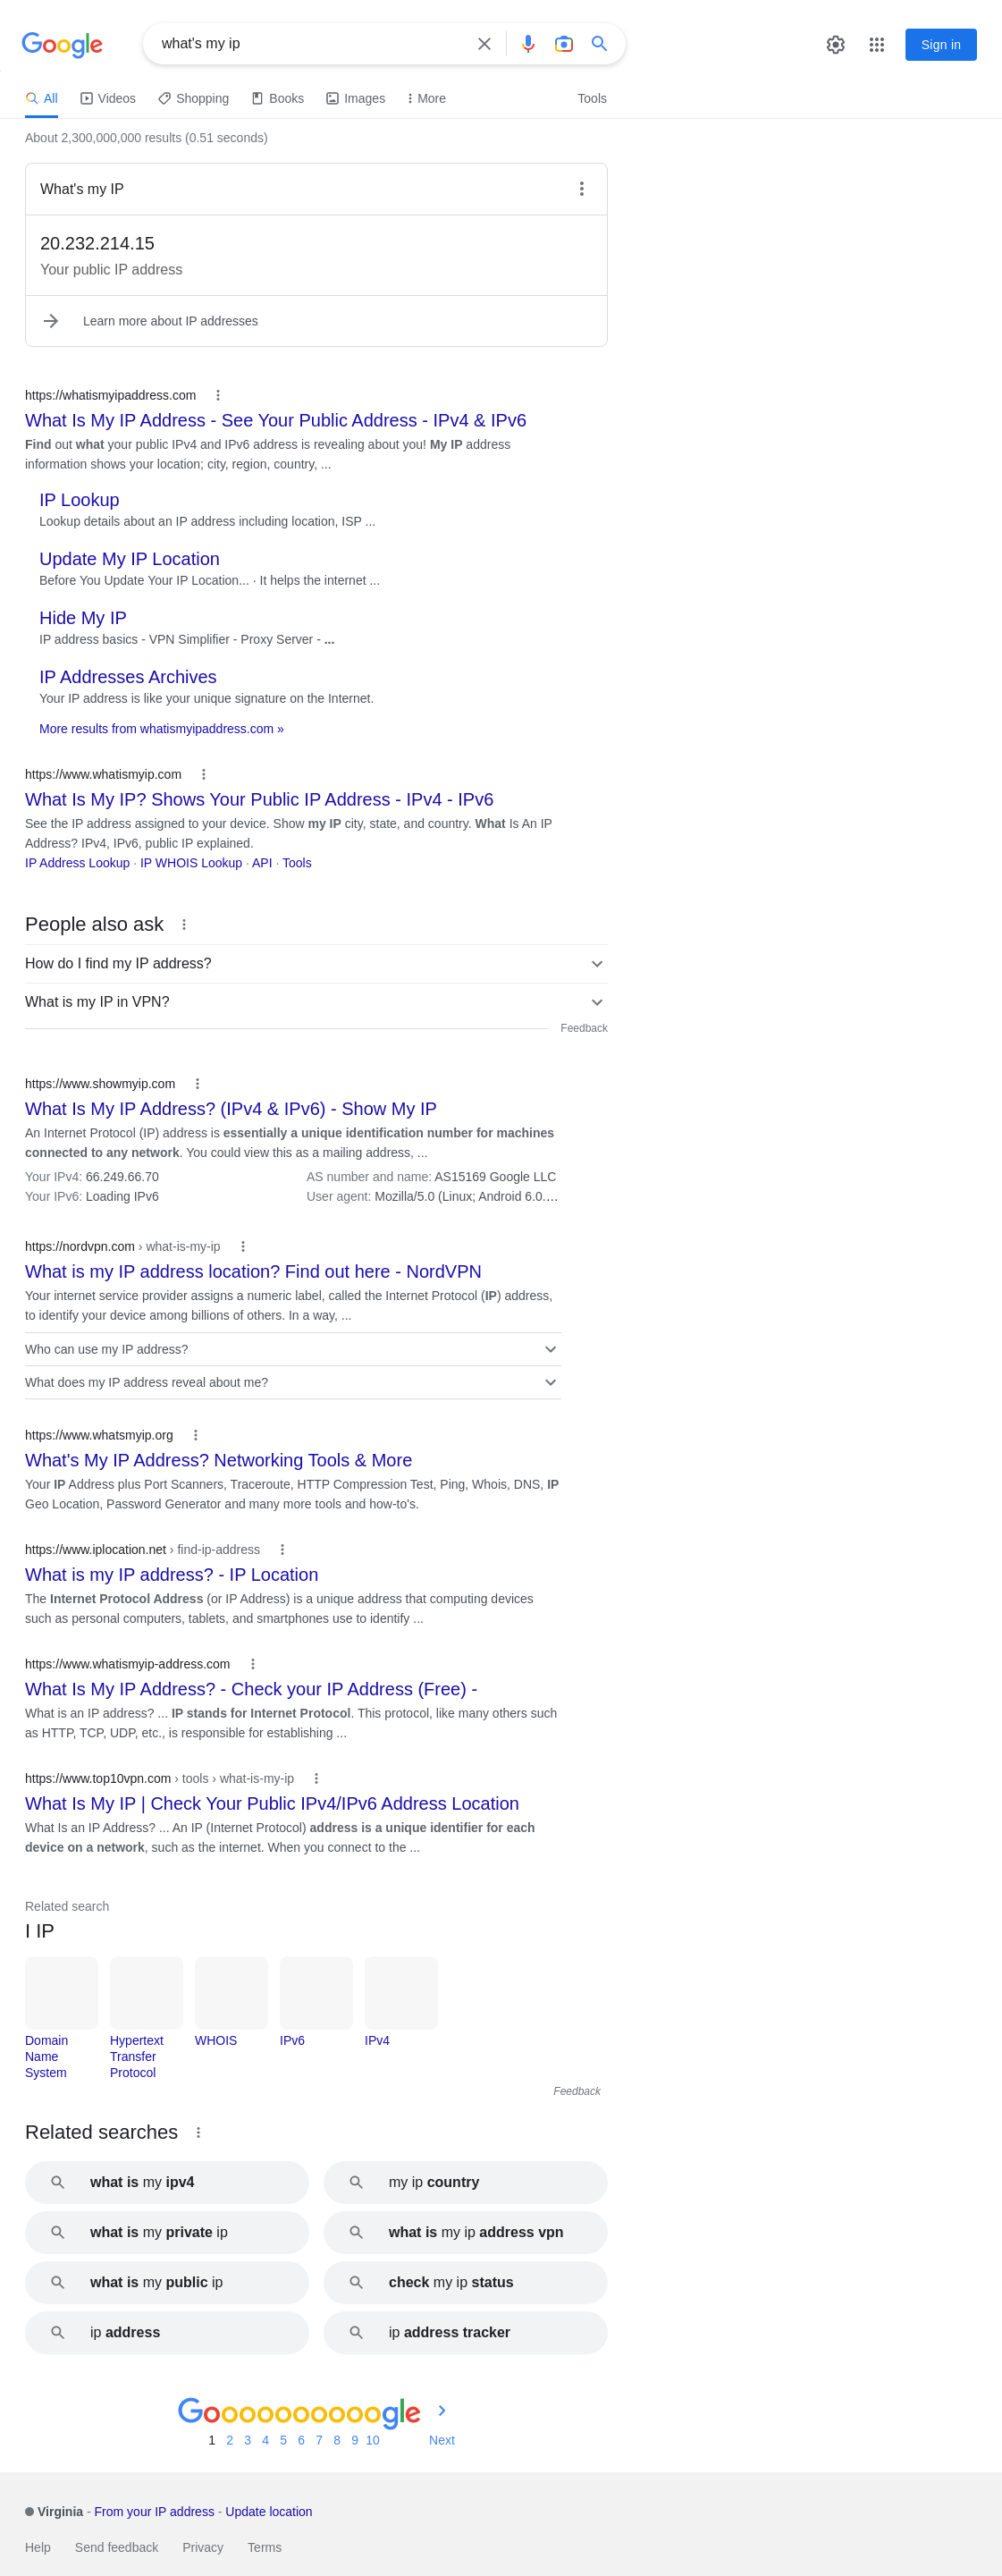 Google
what's my ip
Sign in
All
Videos
Shopping
Books
Images
More
Tools
About 2,300,000,000 results (0.51 seconds)
What's my IP
20.232.214.15
Your public IP address
Learn more about IP addresses
https://whatismyipaddress.com
What Is My IP Address - See Your Public Address - IPv4 & IPv6
Find out what your public IPv4 and IPv6 address is revealing about you! My IP address
information shows your location; city, region, country, ...
IP Lookup
Lookup details about an IP address including location, ISP ...
Update My IP Location
Before You Update Your IP Location... · It helps the internet ...
Hide My IP
IP address basics - VPN Simplifier - Proxy Server - ...
IP Addresses Archives
Your IP address is like your unique signature on the Internet.
More results from whatismyipaddress.com »
https://www.whatismyip.com
What Is My IP? Shows Your Public IP Address - IPv4 - IPv6
See the IP address assigned to your device. Show my IP city, state, and country. What Is An IP
Address? IPv4, IPv6, public IP explained.
IP Address Lookup · IP WHOIS Lookup · API · Tools
People also ask
How do I find my IP address?
What is my IP in VPN?
Feedback
https://www.showmyip.com
What Is My IP Address? (IPv4 & IPv6) - Show My IP
An Internet Protocol (IP) address is essentially a unique identification number for machines
connected to any network. You could view this as a mailing address, ...
Your IPv4: 66.249.66.70
AS number and name: AS15169 Google LLC
Your IPv6: Loading IPv6
User agent: Mozilla/5.0 (Linux; Android 6.0....
https://nordvpn.com › what-is-my-ip
What is my IP address location? Find out here - NordVPN
Your internet service provider assigns a numeric label, called the Internet Protocol (IP) address,
to identify your device among billions of others. In a way, ...
Who can use my IP address?
What does my IP address reveal about me?
https://www.whatsmyip.org
What's My IP Address? Networking Tools & More
Your IP Address plus Port Scanners, Traceroute, HTTP Compression Test, Ping, Whois, DNS, IP
Geo Location, Password Generator and many more tools and how-to's.
https://www.iplocation.net › find-ip-address
What is my IP address? - IP Location
The Internet Protocol Address (or IP Address) is a unique address that computing devices
such as personal computers, tablets, and smartphones use to identify ...
https://www.whatismyip-address.com
What Is My IP Address? - Check your IP Address (Free) -
What is an IP address? ... IP stands for Internet Protocol. This protocol, like many others such
as HTTP, TCP, UDP, etc., is responsible for establishing ...
https://www.top10vpn.com › tools › what-is-my-ip
What Is My IP | Check Your Public IPv4/IPv6 Address Location
What Is an IP Address? ... An IP (Internet Protocol) address is a unique identifier for each
device on a network, such as the internet. When you connect to the ...
Related search
I IP
Domain
Name
System
Hypertext
Transfer
Protocol
WHOIS
IPv6
IPv4
Feedback
Related searches
what is my ipv4
my ip country
what is my private ip
what is my ip address vpn
what is my public ip
check my ip status
ip address
ip address tracker
Goooooooooogle
1 2 3 4 5 6 7 8 9 10 Next
Virginia - From your IP address - Update location
Help Send feedback Privacy Terms